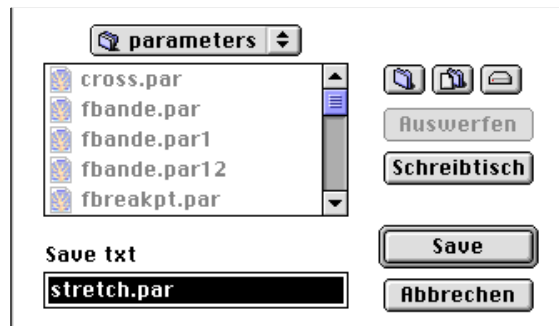 parameters
cross.par
fbande.par
fbande.par1
fbande.par12
fbreakpt.par
Auswerfen
Schreibtisch
Save txt
stretch.par
Save
Abbrechen